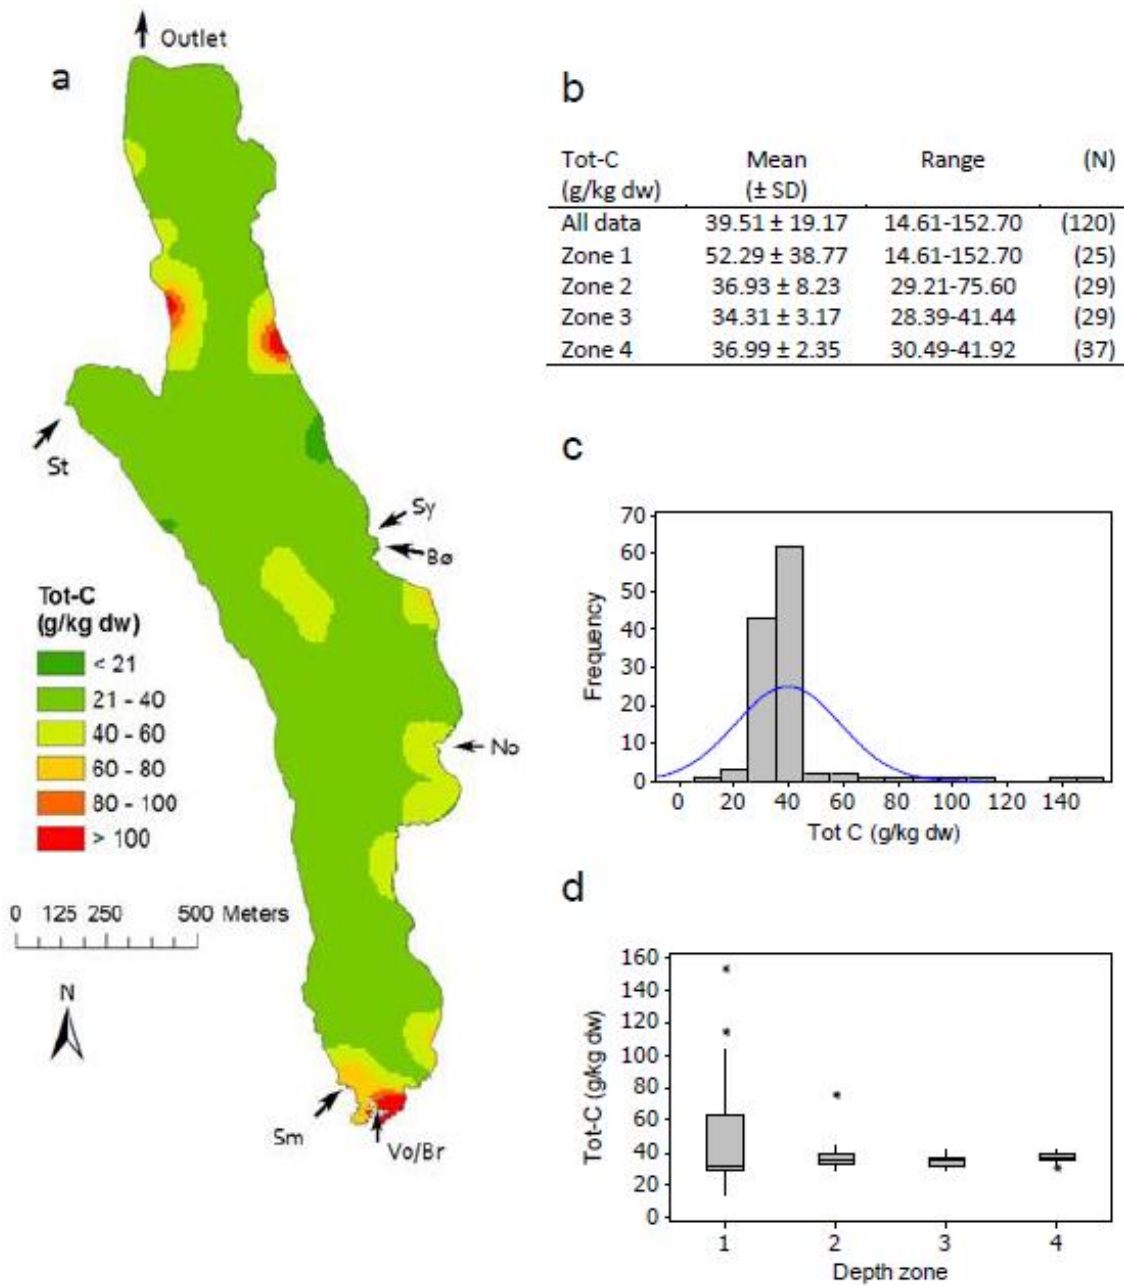 a
Outlet
St
Sy
Bø
No
Sm
Vo/Br
Tot-C
(g/kg dw)
< 21
21 - 40
40 - 60
60 - 80
80 - 100
> 100
0 125 250 500 Meters
N
b
Tot-C Mean Range (N)
(g/kg dw) (± SD)
All data 39.51 ± 19.17 14.61-152.70 (120)
Zone 1 52.29 ± 38.77 14.61-152.70 (25)
Zone 2 36.93 ± 8.23 29.21-75.60 (29)
Zone 3 34.31 ± 3.17 28.39-41.44 (29)
Zone 4 36.99 ± 2.35 30.49-41.92 (37)
c
Frequency
70
60
50
40
30
20
10
0
0 20 40 60 80 100 120 140
Tot C (g/kg dw)
d
Tot-C (g/kg dw)
160
140
120
100
80
60
40
20
0
1 2 3 4
Depth zone